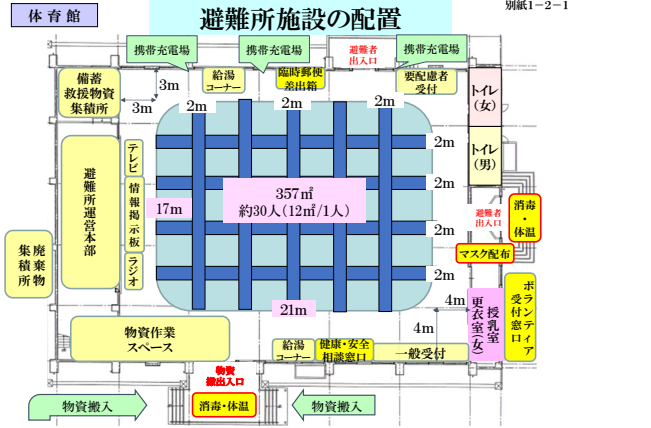 別紙1－2－1
体育館
避難所施設の配置
携帯充電場
携帯充電場
避難者
出入口
携帯充電場
備蓄
救援物資
集積所
3m
3m
給湯
コーナー
臨時郵便
差出箱
要配慮者
受付
トイレ
（女）
2m
2m
2m
トイレ
（男）
2m
2m
2m
2m
避難所運営本部
テレビ
情報掲示板
ラジオ
17m
357㎡
約30人（12㎡/1人）
21m
避難者
出入口
消毒
・
体温
マスク配布
廃棄物
集積所
4m
4m
授乳室
更衣室(女)
ボランティア
受付窓口
物資作業
スペース
給湯
コーナー
健康・安全
相談窓口
一般受付
物資
搬出入口
物資搬入
消毒・体温
物資搬入